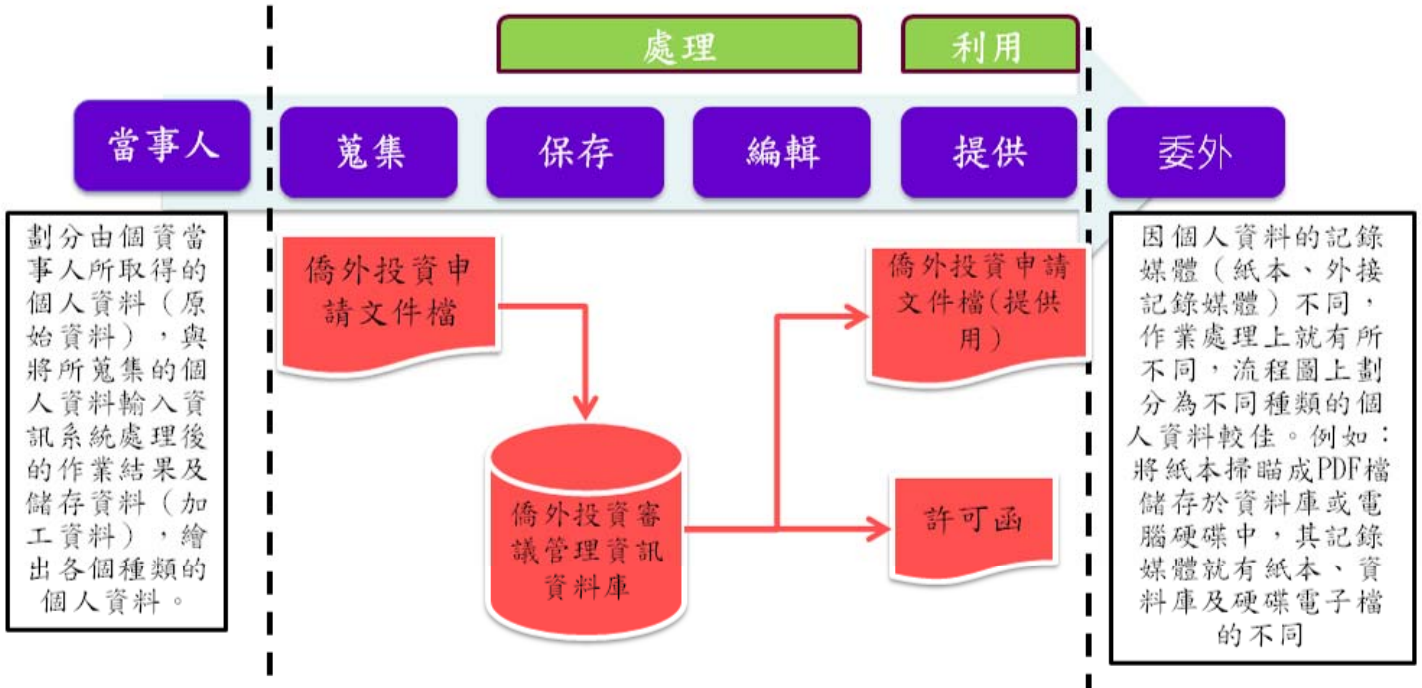 處理
利用
當事人
蒐集
保存
編輯
提供
委外
劃分由個資當
事人所取得的
個人資料（原
始資料），與
將所蒐集的個
人資料輸入資
訊系統處理後
的作業結果及
儲存資料（加
工資料），繪
出各個種類的
個人資料。
僑外投資申
請文件檔
僑外投資審
議管理資訊
資料庫
僑外投資申請
文件檔(提供
用)
許可函
因個人資料的記錄
媒體（紙本、外接
記錄媒體）不同，
作業處理上就有所
不同，流程圖上劃
分為不同種類的個
人資料較佳。例如：
將紙本掃瞄成PDF檔
儲存於資料庫或電
腦硬碟中，其記錄
媒體就有紙本、資
料庫及硬碟電子檔
的不同